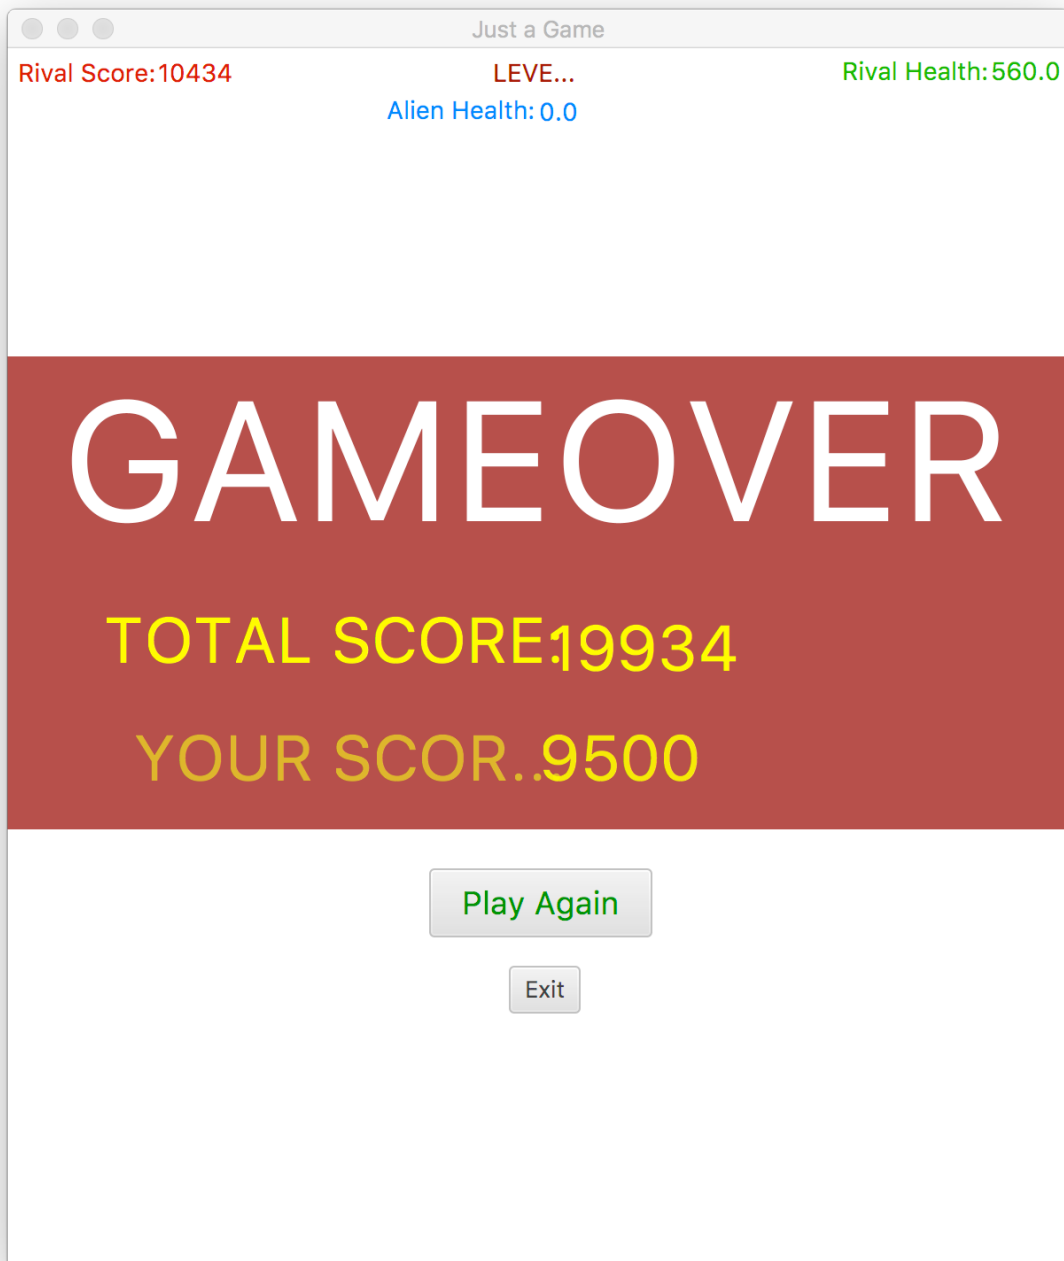 Just a Game
Rival Score:10434 LEVE... Rival Health:560.0
Alien Health: 0.0
GAMEOVER
TOTAL SCORE:19934
YOUR SCOR...9500
Play Again
Exit